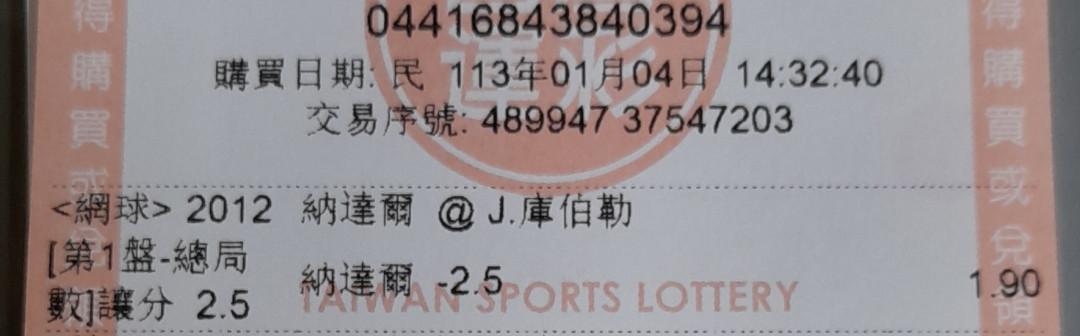 04416843840394
購買日期: 民 113年01月04日 14:32:40
交易序號: 489947 37547203
<網球> 2012 納達爾 @ J.庫伯勒
[第1盤-總局
數]讓分 2.5
納達爾 -2.5
1.90
TAIWAN SPORTS LOTTERY
得購買或
得購買或兌領